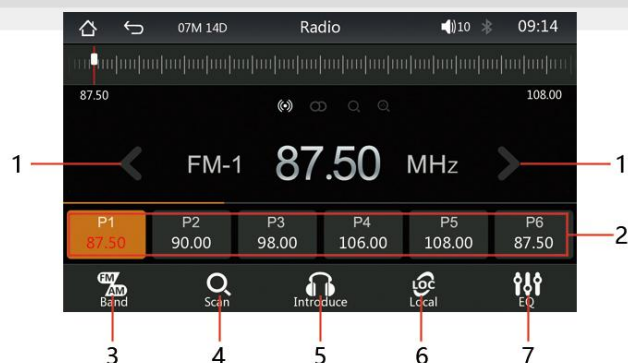 07M 14D Radio 10 09:14
87.50 108.00
1 FM-1 87.50 MHz 1
P1 P2 P3 P4 P5 P6
87.50 90.00 98.00 106.00 108.00 87.50 2
FM AM LOC
Band Scan Introduce Local EQ
3 4 5 6 7